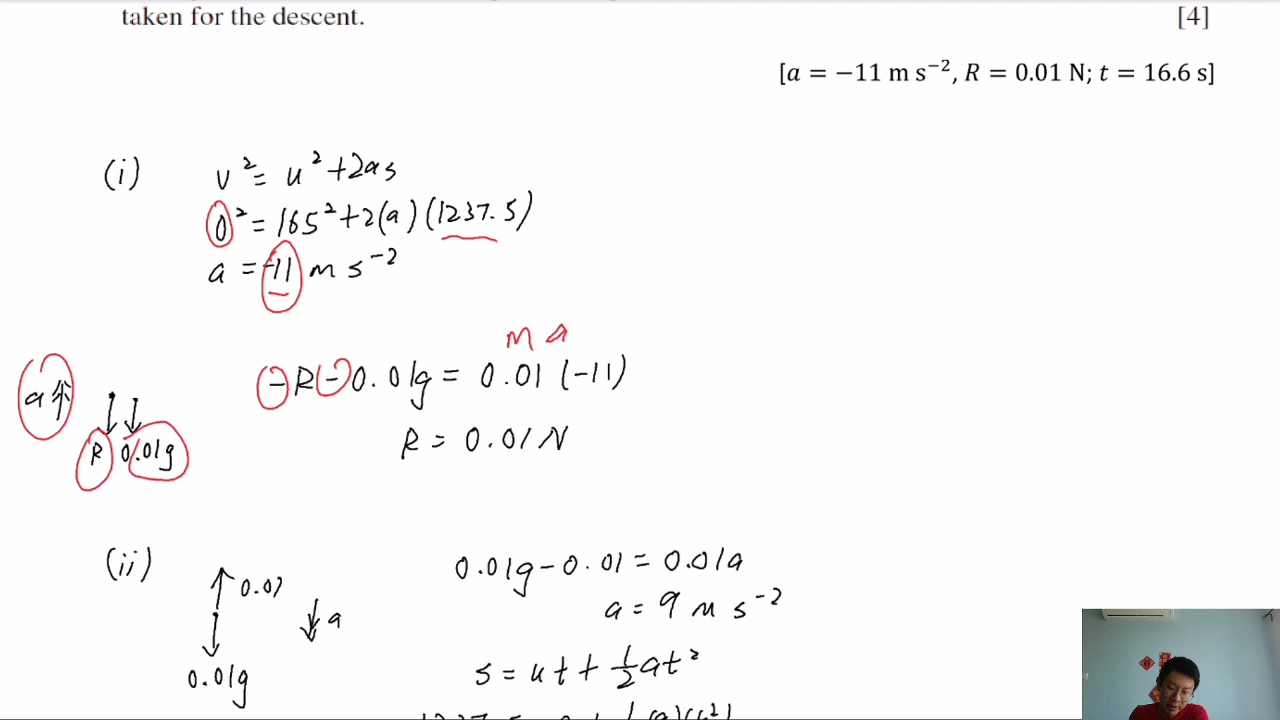 taken for the descent. [4]
[a = −11 m s⁻², R = 0.01 N; t = 16.6 s]
(i) v² = u² + 2as
0² = 165² + 2(a)(1237.5)
a = -11 m s⁻²
m a
a ↑ -R - 0.01g = 0.01 (-11)
R 0.01g
R = 0.01 N
(ii) 0.01g - 0.01 = 0.01a
0.01
a = 9 m s⁻²
a
s = ut + ½at²
0.01g